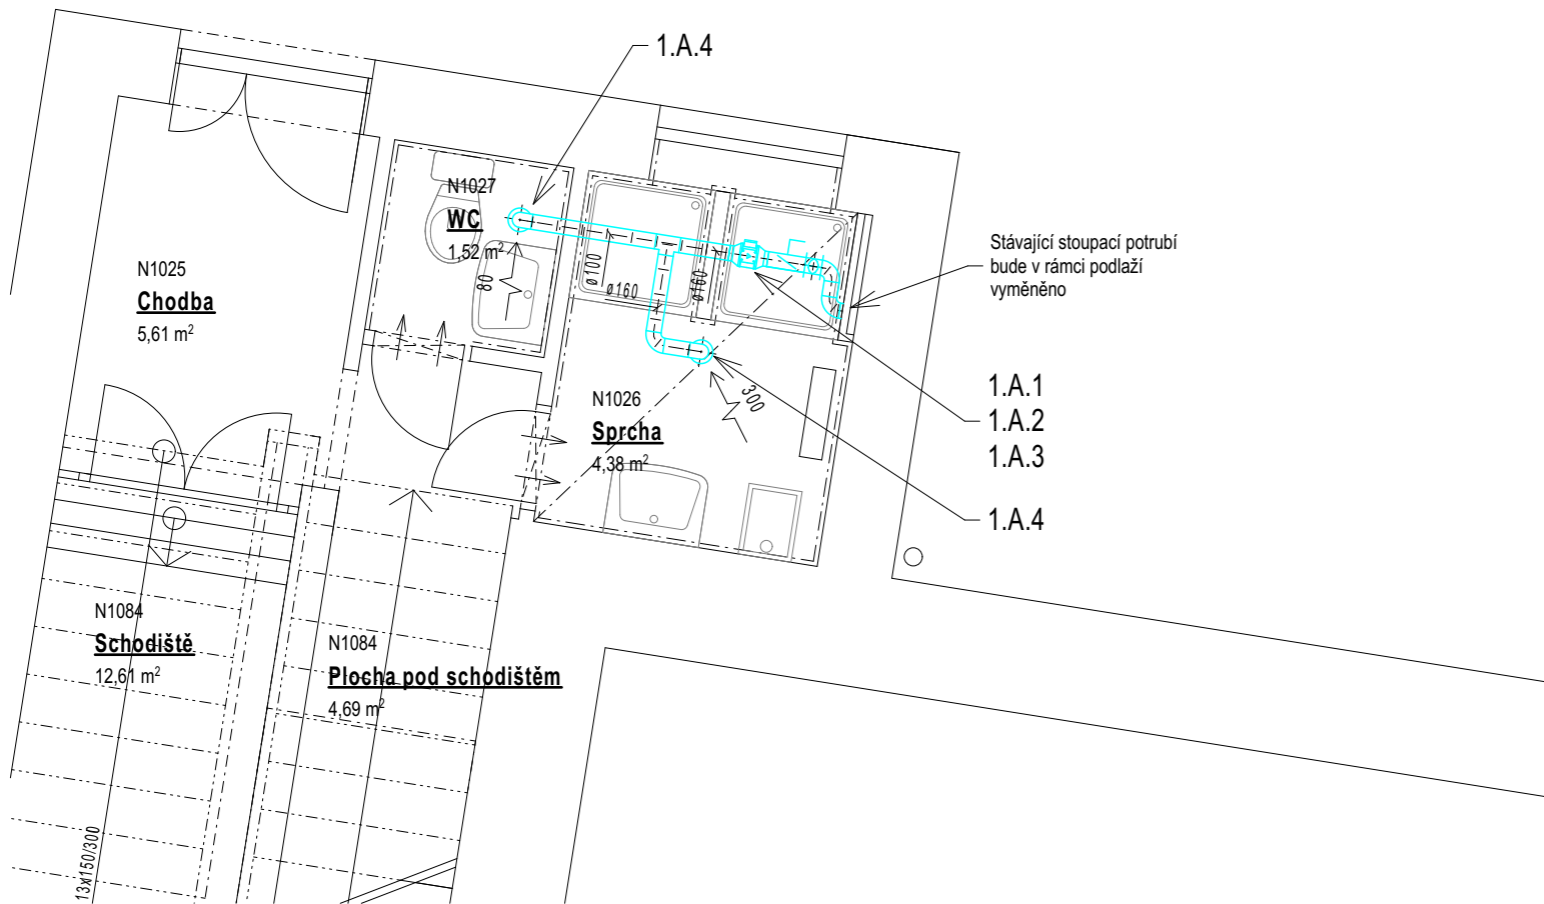 1.A.4
N1027
WC
1,52 m²
80
ø100
ø160
ø160
Stávající stoupací potrubí
bude v rámci podlaží
vyměněno
N1025
Chodba
5,61 m²
1.A.1
1.A.2
1.A.3
1.A.4
300
N1026
Sprcha
4,38 m²
N1084
Schodiště
12,61 m²
N1084
Plocha pod schodištěm
4,69 m²
13x150/300